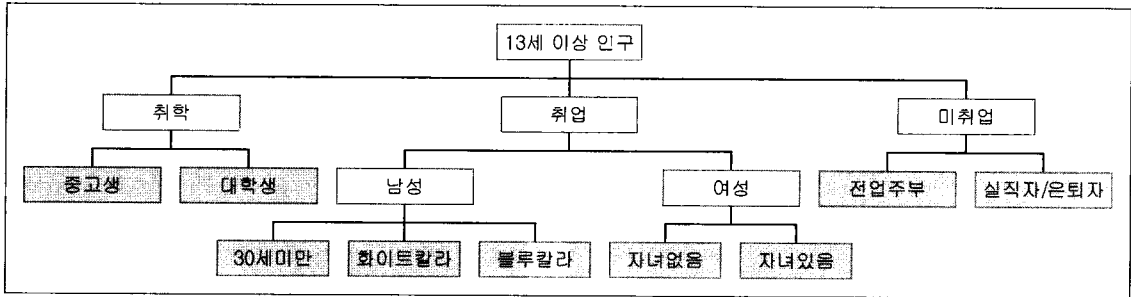 13세 이상 인구
취학
취업
미취업
중고생
대학생
남성
여성
전업주부
실직자/은퇴자
30세미만
화이트칼라
블루칼라
자녀없음
자녀있음